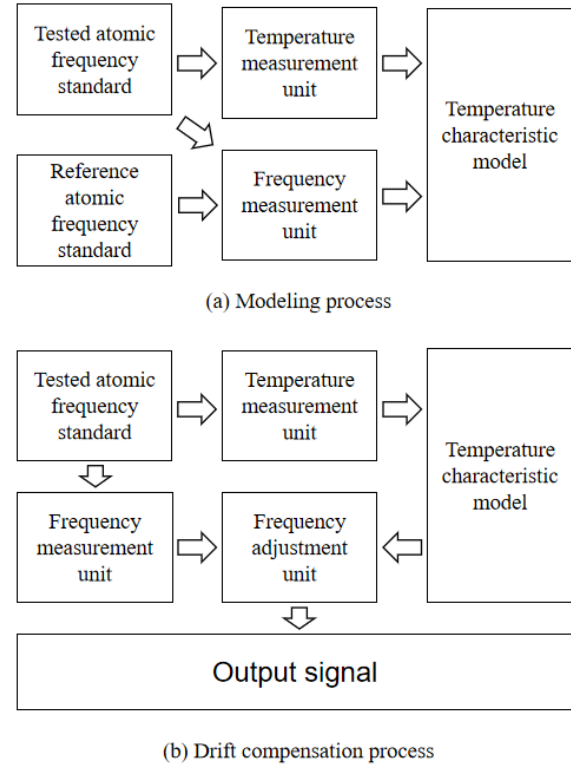 Tested atomic
frequency
standard
Temperature
measurement
unit
Temperature
characteristic
model
Reference
atomic
frequency
standard
Frequency
measurement
unit
(a) Modeling process
Tested atomic
frequency
standard
Temperature
measurement
unit
Temperature
characteristic
model
Frequency
measurement
unit
Frequency
adjustment
unit
Output signal
(b) Drift compensation process